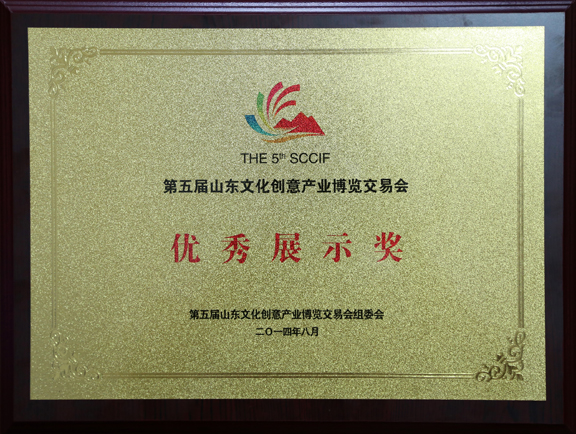 THE 5th SCCIF
第五届山东文化创意产业博览交易会
优秀展示奖
第五届山东文化创意产业博览交易会组委会
二〇一四年八月